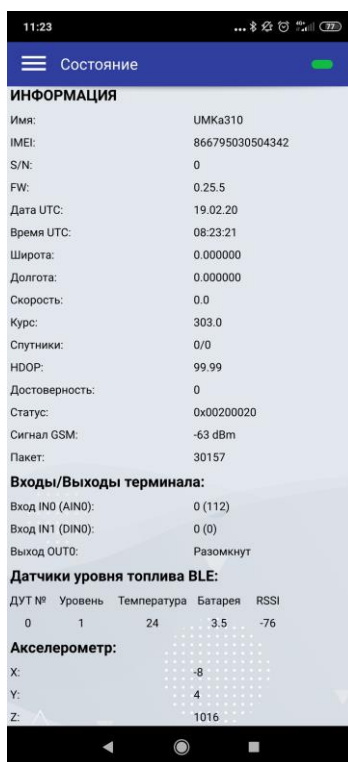 11:23
... 4G 77
Состояние
ИНФОРМАЦИЯ
Имя: UMKa310
IMEI: 866795030504342
S/N: 0
FW: 0.25.5
Дата UTC: 19.02.20
Время UTC: 08:23:21
Широта: 0.000000
Долгота: 0.000000
Скорость: 0.0
Курс: 303.0
Спутники: 0/0
HDOP: 99.99
Достоверность: 0
Статус: 0x00200020
Сигнал GSM: -63 dBm
Пакет: 30157
Входы/Выходы терминала:
Вход IN0 (AIN0): 0 (112)
Вход IN1 (DIN0): 0 (0)
Выход OUT0: Разомкнут
Датчики уровня топлива BLE:
ДУТ № Уровень Температура Батарея RSSI
0 1 24 3.5 -76
Акселерометр:
X: -8
Y: 4
Z: 1016